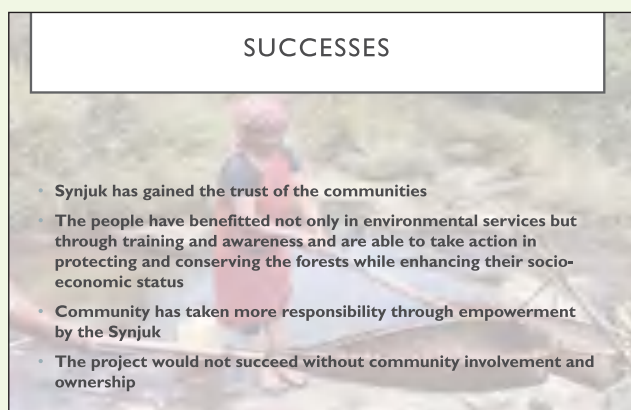 SUCCESSES
• Synjuk has gained the trust of the communities
• The people have benefitted not only in environmental services but
through training and awareness and are able to take action in
protecting and conserving the forests while enhancing their socio-
economic status
• Community has taken more responsibility through empowerment
by the Synjuk
• The project would not succeed without community involvement and
ownership